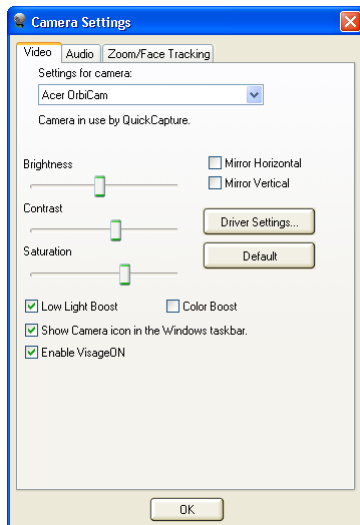 Camera Settings
Video Audio Zoom/Face Tracking
Settings for camera:
Acer OrbiCam
Camera in use by QuickCapture.
Brightness
Mirror Horizontal
Mirror Vertical
Contrast
Driver Settings...
Saturation
Default
Low Light Boost Color Boost
Show Camera icon in the Windows taskbar.
Enable VisageON
OK